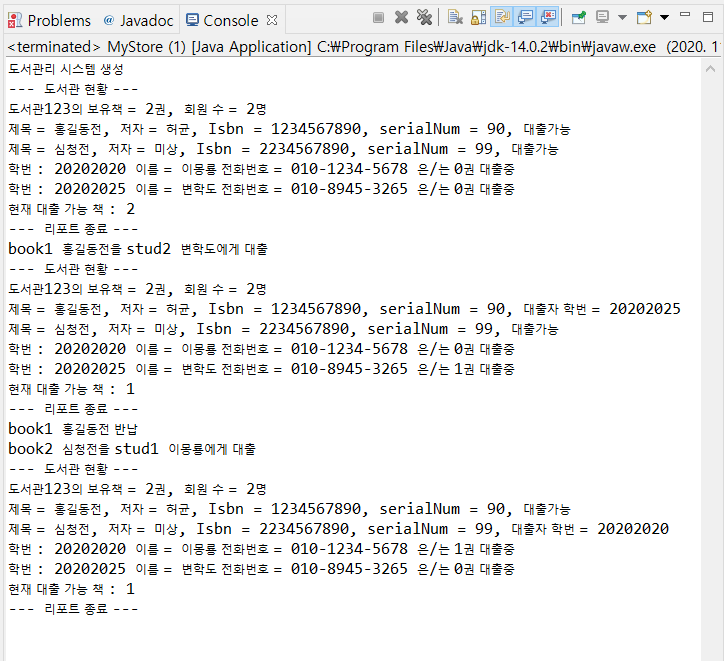 Problems @ Javadoc Console
<terminated> MyStore (1) [Java Application] C:₩Program Files₩Java₩jdk-14.0.2₩bin₩javaw.exe (2020. 1
도서관리 시스템 생성
--- 도서관 현황 ---
도서관123의 보유책 = 2권, 회원 수 = 2명
제목 = 홍길동전, 저자 = 허균, Isbn = 1234567890, serialNum = 90, 대출가능
제목 = 심청전, 저자 = 미상, Isbn = 2234567890, serialNum = 99, 대출가능
학번 : 20202020 이름 = 이몽룡 전화번호 = 010-1234-5678 은/는 0권 대출중
학번 : 20202025 이름 = 변학도 전화번호 = 010-8945-3265 은/는 0권 대출중
현재 대출 가능 책 : 2
--- 리포트 종료 ---
book1 홍길동전을 stud2 변학도에게 대출
--- 도서관 현황 ---
도서관123의 보유책 = 2권, 회원 수 = 2명
제목 = 홍길동전, 저자 = 허균, Isbn = 1234567890, serialNum = 90, 대출자 학번 = 20202025
제목 = 심청전, 저자 = 미상, Isbn = 2234567890, serialNum = 99, 대출가능
학번 : 20202020 이름 = 이몽룡 전화번호 = 010-1234-5678 은/는 0권 대출중
학번 : 20202025 이름 = 변학도 전화번호 = 010-8945-3265 은/는 1권 대출중
현재 대출 가능 책 : 1
--- 리포트 종료 ---
book1 홍길동전 반납
book2 심청전을 stud1 이몽룡에게 대출
--- 도서관 현황 ---
도서관123의 보유책 = 2권, 회원 수 = 2명
제목 = 홍길동전, 저자 = 허균, Isbn = 1234567890, serialNum = 90, 대출가능
제목 = 심청전, 저자 = 미상, Isbn = 2234567890, serialNum = 99, 대출자 학번 = 20202020
학번 : 20202020 이름 = 이몽룡 전화번호 = 010-1234-5678 은/는 1권 대출중
학번 : 20202025 이름 = 변학도 전화번호 = 010-8945-3265 은/는 0권 대출중
현재 대출 가능 책 : 1
--- 리포트 종료 ---